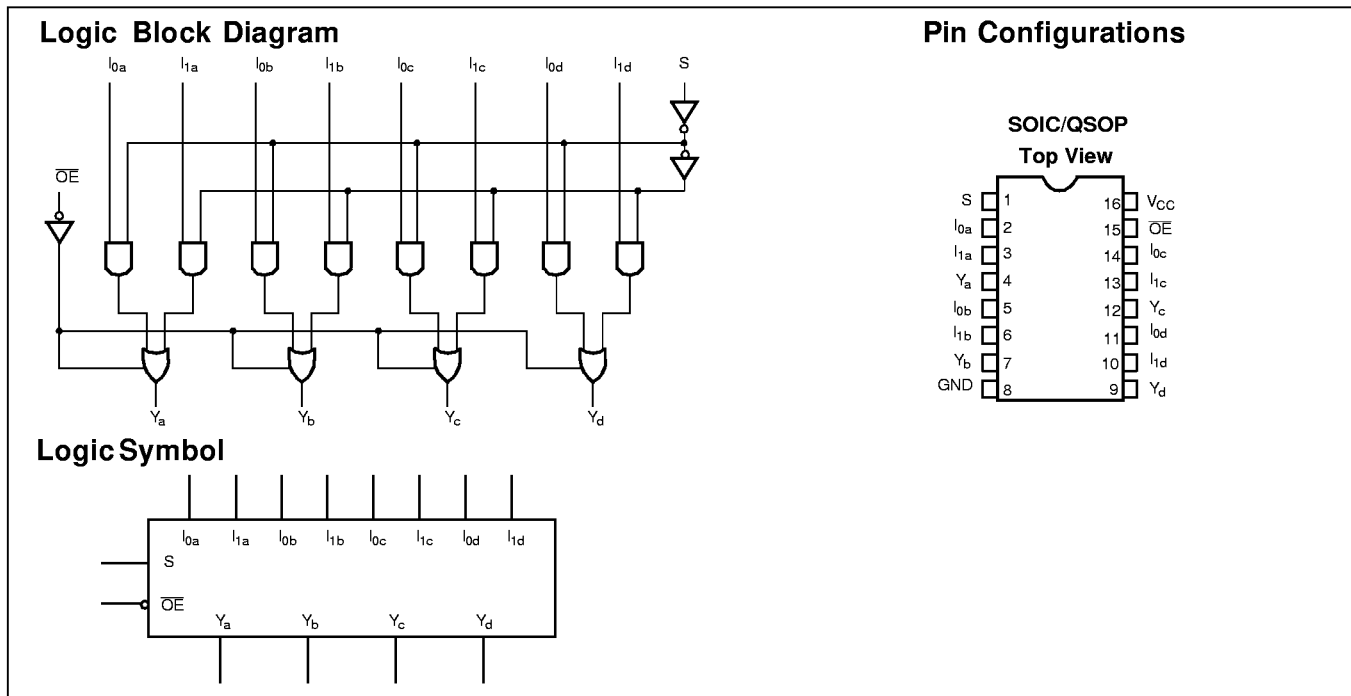 Logic Block Diagram
I0a I1a I0b I1b I0c I1c I0d I1d S
OE
Ya Yb Yc Yd
Logic Symbol
I0a I1a I0b I1b I0c I1c I0d I1d
S
OE
Ya Yb Yc Yd
Pin Configurations
SOIC/QSOP
Top View
S 1 16 VCC
I0a 2 15 OE
I1a 3 14 I0c
Ya 4 13 I1c
I0b 5 12 Yc
I1b 6 11 I0d
Yb 7 10 I1d
GND 8 9 Yd